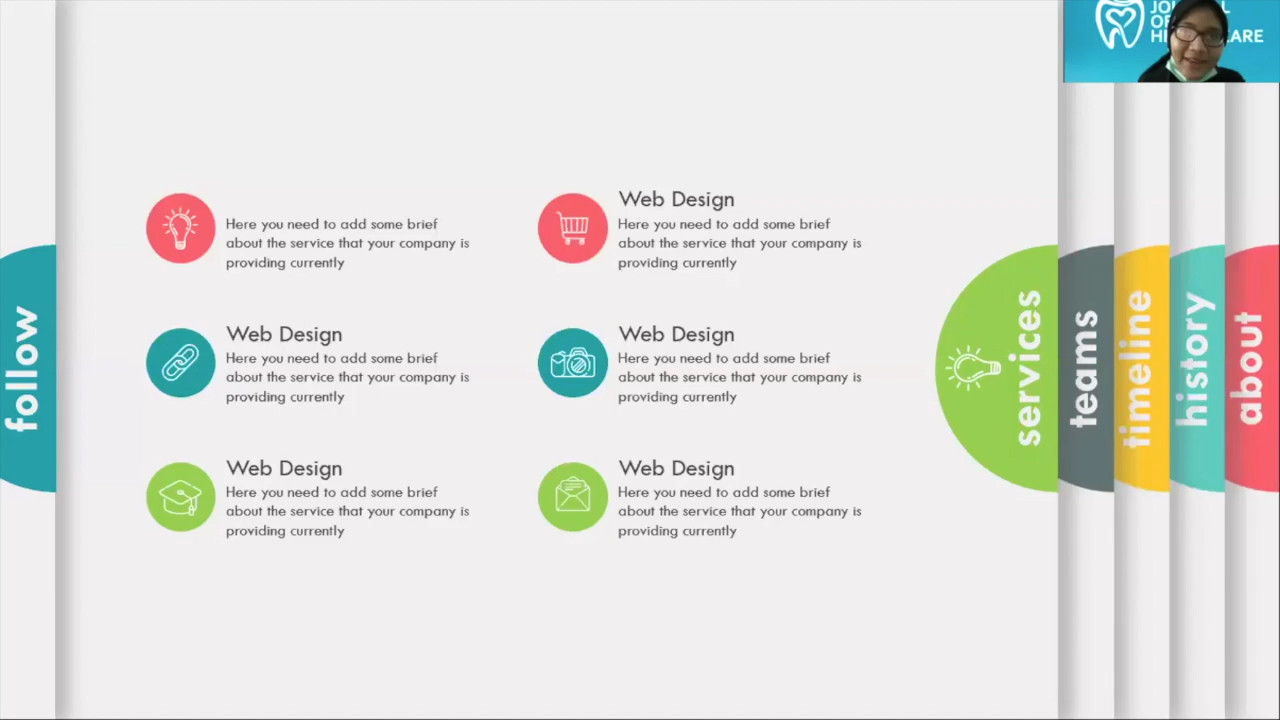 follow
Here you need to add some brief
about the service that your company is
providing currently
Web Design
Here you need to add some brief
about the service that your company is
providing currently
Web Design
Here you need to add some brief
about the service that your company is
providing currently
Web Design
Here you need to add some brief
about the service that your company is
providing currently
Web Design
Here you need to add some brief
about the service that your company is
providing currently
Web Design
Here you need to add some brief
about the service that your company is
providing currently
services
teams
timeline
history
about